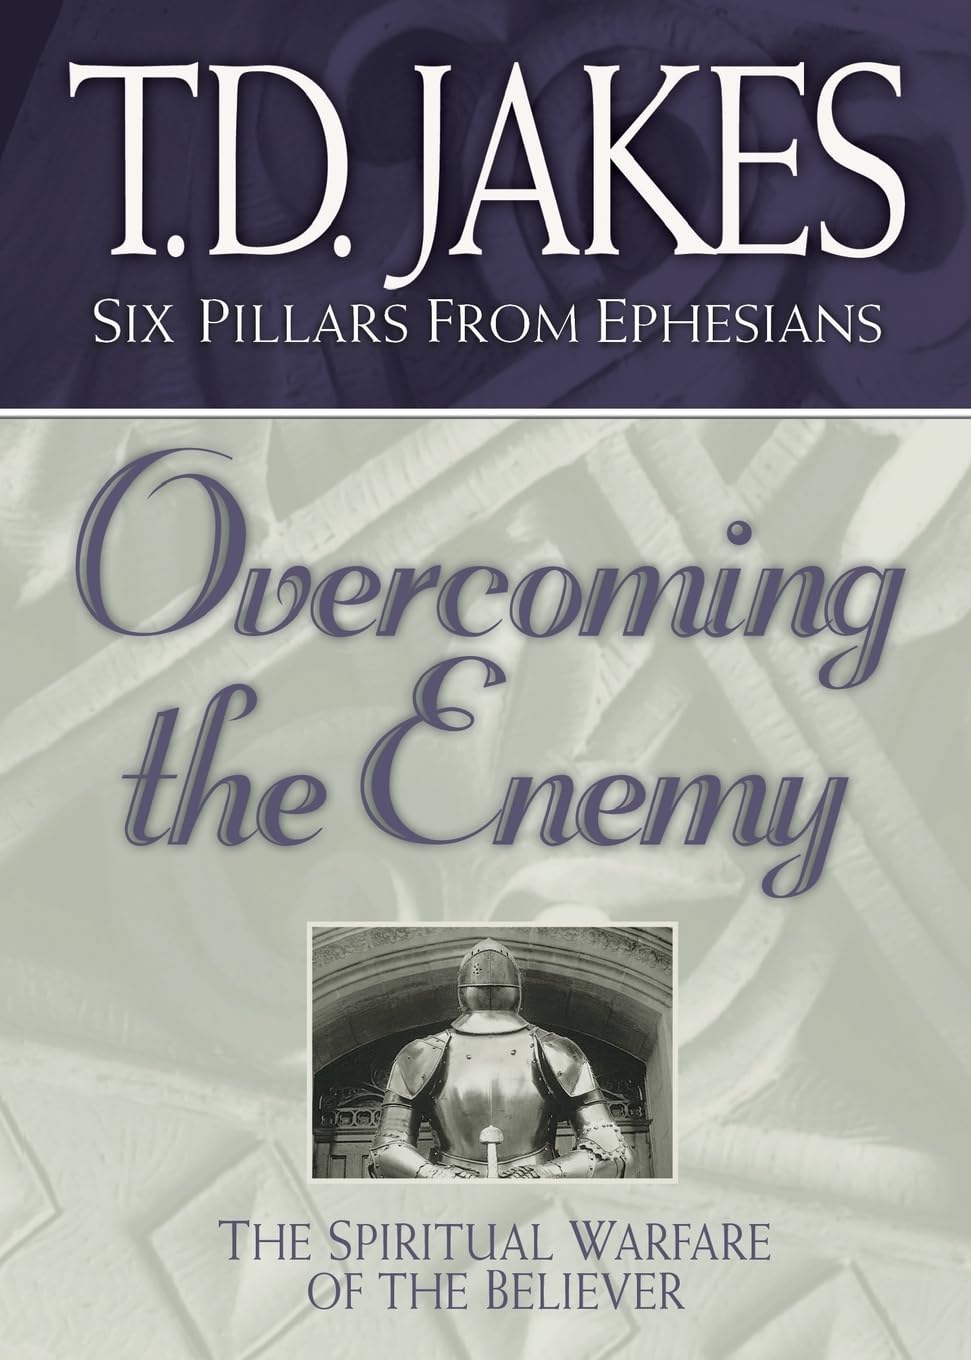 T.D. JAKES
SIX PILLARS FROM EPHESIANS
Overcoming
the Enemy
THE SPIRITUAL WARFARE
OF THE BELIEVER